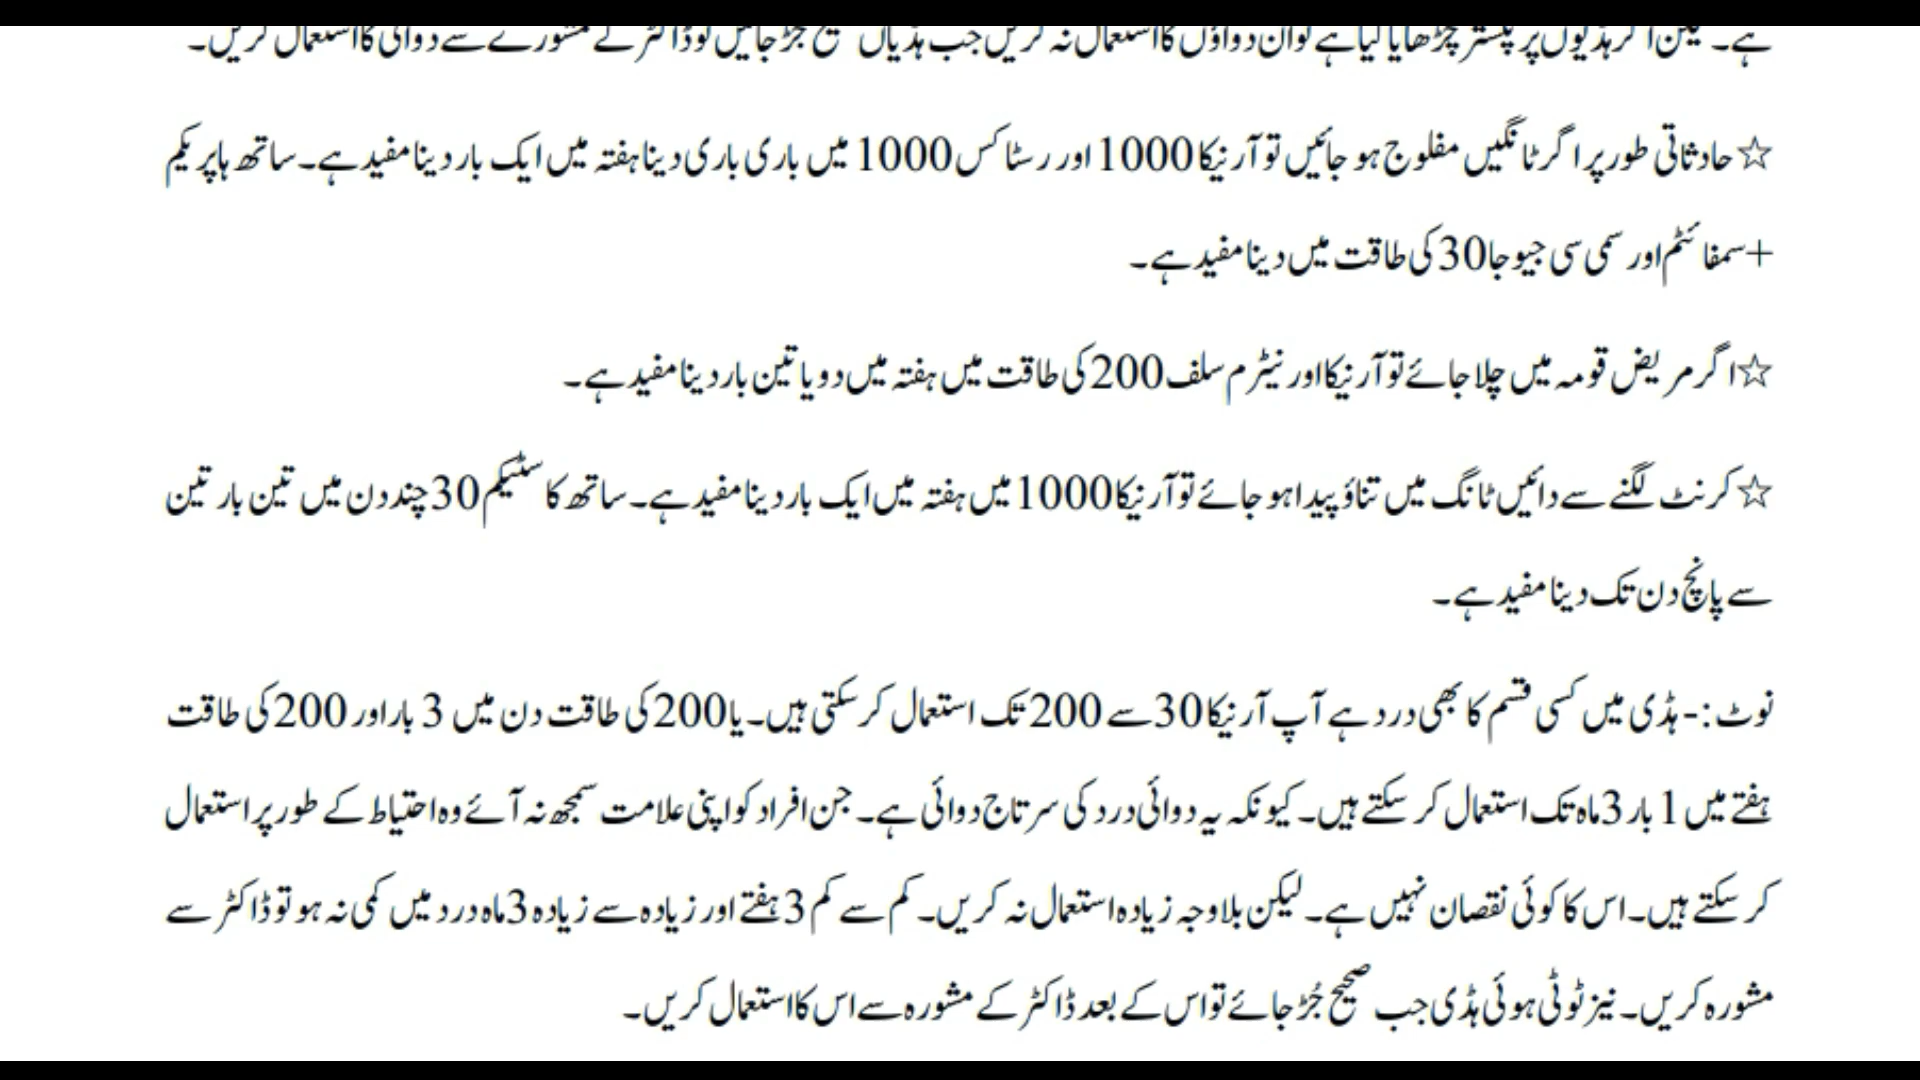 ہے۔ لیکن اگر ہڈیوں پر پلستر چڑھایا گیا ہے تو ان دواؤں کا استعمال نہ کریں جب ہڈیاں صحیح جڑ جائیں تو ڈاکٹر کے مشورے سے دوائی کا استعمال کریں۔
☆ حادثاتی طور پر اگر ٹانگیں مفلوج ہو جائیں تو آرنیکا 1000 اور رسٹاکس 1000 میں باری باری دینا ہفتہ میں ایک بار دینا مفید ہے۔ ساتھ ہاپریکم
+ سمفائٹم اور سمی سی جیوجا 30 کی طاقت میں دینا مفید ہے۔
☆ اگر مریض قومہ میں چلا جائے تو آرنیکا اور نیٹرم سلف 200 کی طاقت میں ہفتہ میں دو یا تین بار دینا مفید ہے۔
☆ کرنٹ لگنے سے دائیں ٹانگ میں تناؤ پیدا ہو جائے تو آرنیکا 1000 میں ہفتہ میں ایک بار دینا مفید ہے۔ ساتھ کاسٹیکم 30 چند دن میں تین بار تین
سے پانچ دن تک دینا مفید ہے۔
نوٹ:- ہڈی میں کسی قسم کا بھی درد ہے آپ آرنیکا 30 سے 200 تک استعمال کر سکتی ہیں۔ یا 200 کی طاقت دن میں 3 بار اور 200 کی طاقت
ہفتے میں 1 بار 3 ماہ تک استعمال کر سکتے ہیں۔ کیونکہ یہ دوائی درد کی سرتاج دوائی ہے۔ جن افراد کو اپنی علامت سمجھ نہ آئے وہ احتیاط کے طور پر استعمال
کر سکتے ہیں۔ اس کا کوئی نقصان نہیں ہے۔ لیکن بلاوجہ زیادہ استعمال نہ کریں۔ کم سے کم 3 ہفتے اور زیادہ سے زیادہ 3 ماہ درد میں کمی نہ ہو تو ڈاکٹر سے
مشورہ کریں۔ نیز ٹوٹی ہوئی ہڈی جب صحیح جُڑ جائے تو اس کے بعد ڈاکٹر کے مشورہ سے اس کا استعمال کریں۔